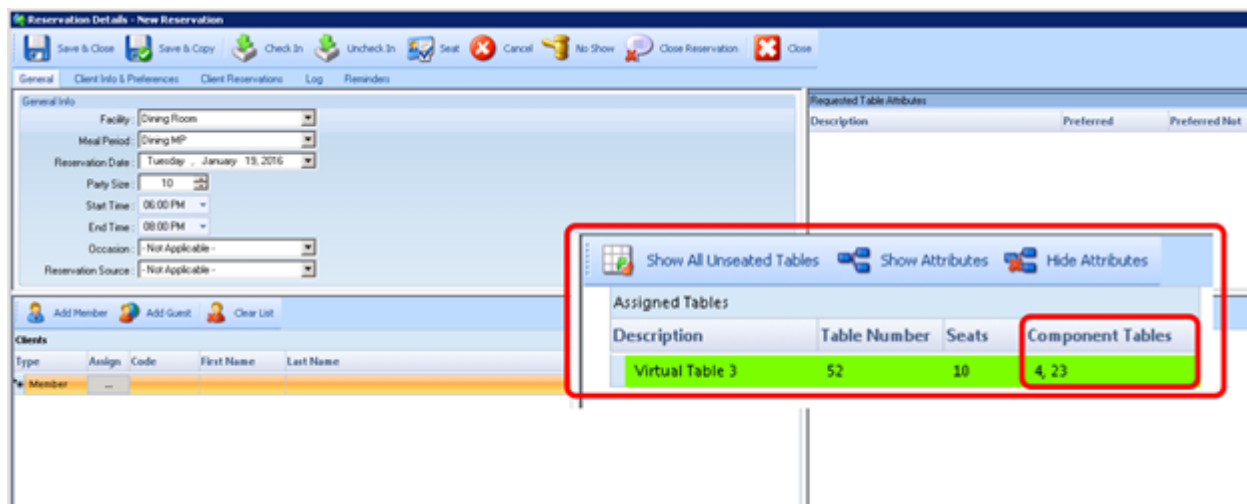 Reservation Details - New Reservation
Save & Close Save & Copy Check In Uncheck In Seat Cancel No Show Close Reservation Close
General Client Info & Preferences Client Reservations Log Reminders
General Info
Facility : Dining Room
Meal Period : Dining MP
Reservation Date : Tuesday , January 19, 2016
Party Size : 10
Start Time : 06:00 PM
End Time : 08:00 PM
Occasion : - Not Applicable -
Reservation Source : - Not Applicable -
Requested Table Attributes
Description Preferred Preferred Not
Show All Unseated Tables Show Attributes Hide Attributes
Assigned Tables
Description Table Number Seats Component Tables
Virtual Table 3 52 10 4, 23
Add Member Add Guest Clear List
Clients
Type Assign Code First Name Last Name
Member ...